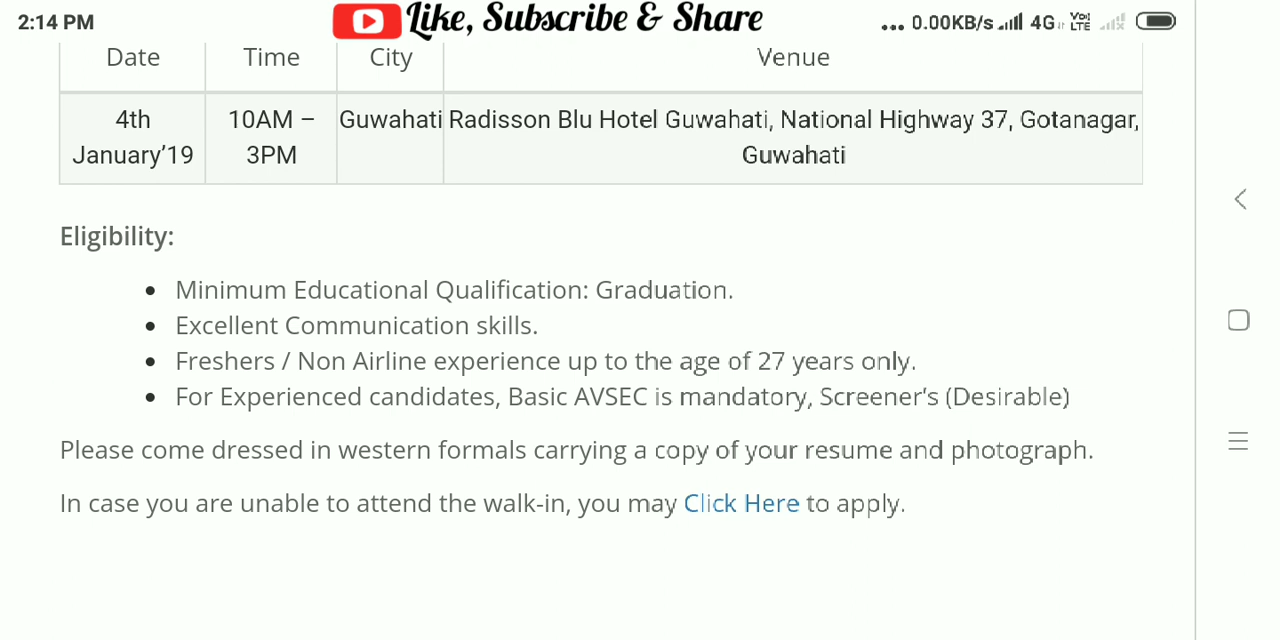 2:14 PM Like, Subscribe & Share ... 0.00KB/s 4G VoLTE
Date Time City Venue
4th January'19 10AM – 3PM Guwahati Radisson Blu Hotel Guwahati, National Highway 37, Gotanagar, Guwahati
Eligibility:
• Minimum Educational Qualification: Graduation.
• Excellent Communication skills.
• Freshers / Non Airline experience up to the age of 27 years only.
• For Experienced candidates, Basic AVSEC is mandatory, Screener's (Desirable)
Please come dressed in western formals carrying a copy of your resume and photograph.
In case you are unable to attend the walk-in, you may Click Here to apply.